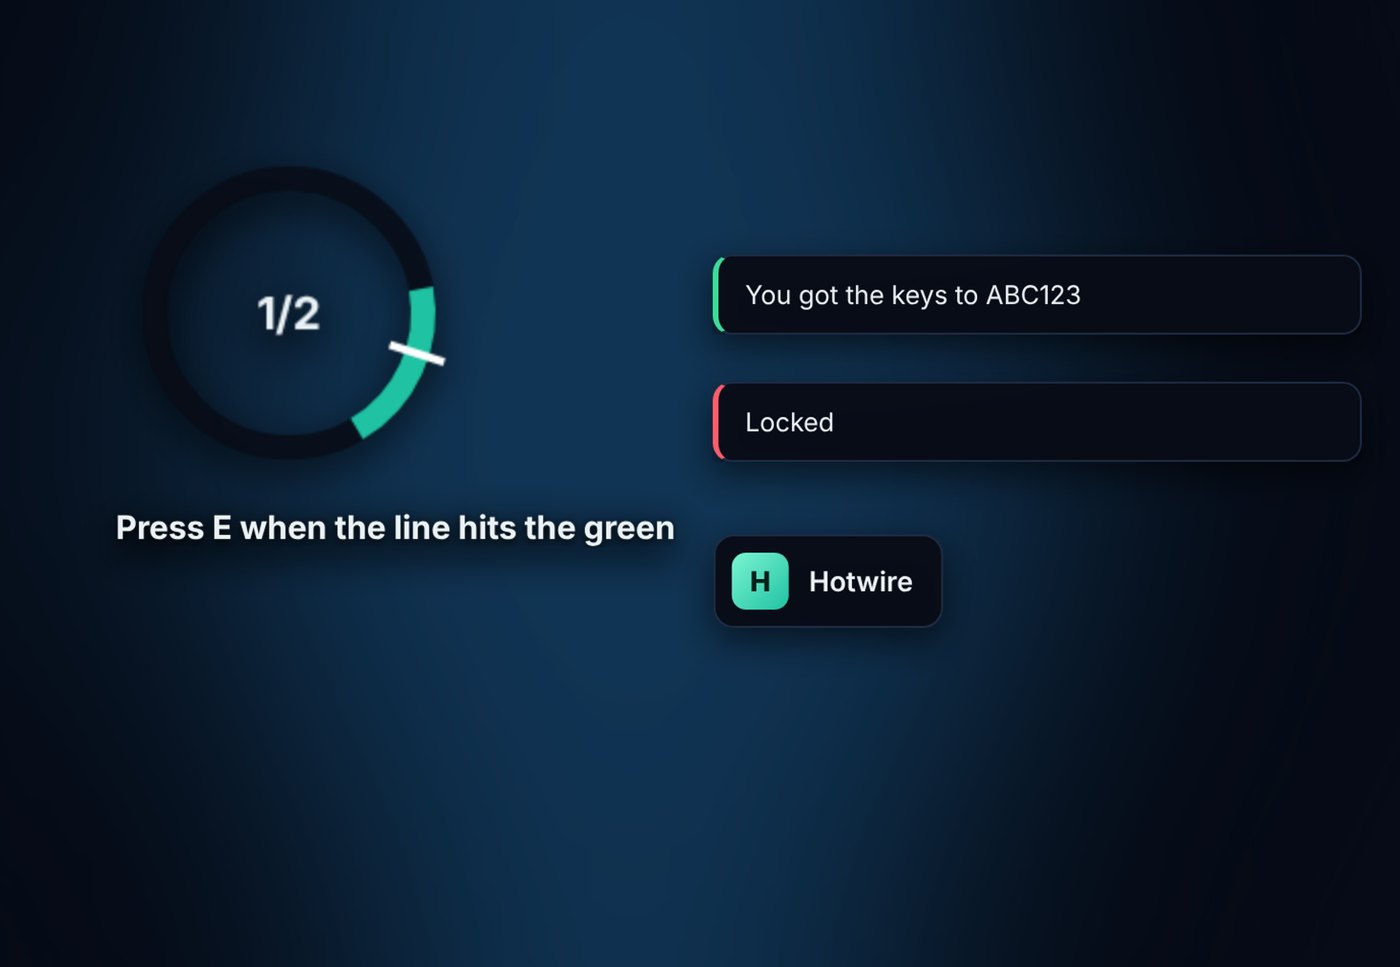 1/2
Press E when the line hits the green
You got the keys to ABC123
Locked
H Hotwire